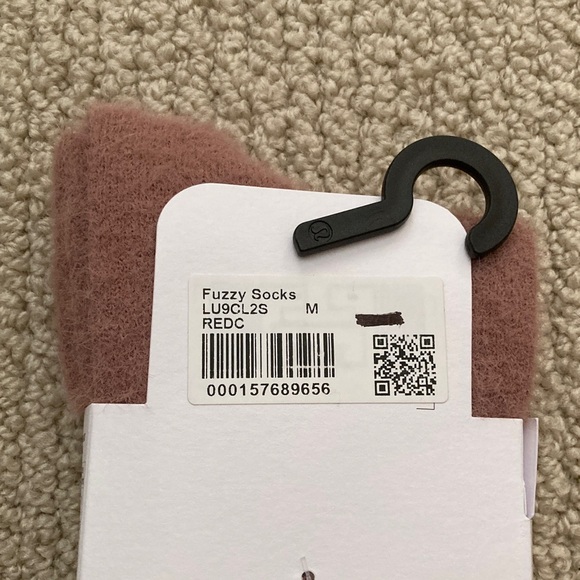 Fuzzy Socks
LU9CL2S M
REDC
000157689656